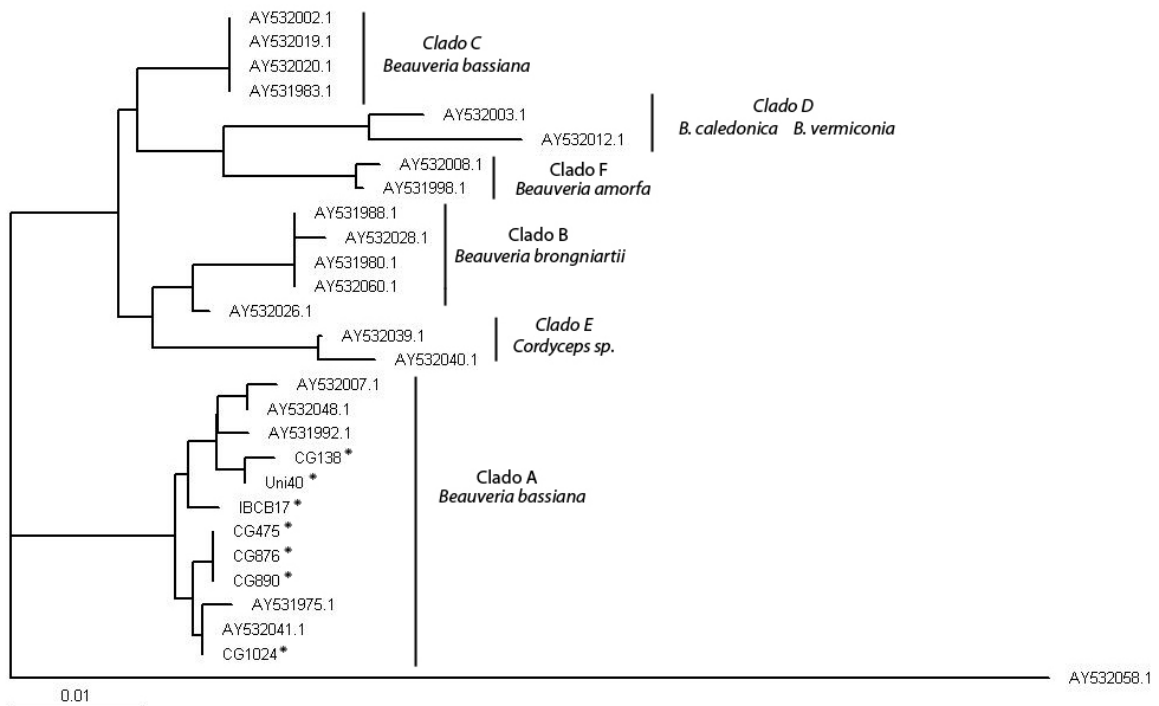 AY532002.1
AY532019.1
AY532020.1
AY531983.1
Clado C
Beauveria bassiana
AY532003.1
AY532012.1
Clado D
B. caledonica B. vermiconia
AY532008.1
AY531998.1
Clado F
Beauveria amorfa
AY531988.1
AY532028.1
AY531980.1
AY532060.1
AY532026.1
Clado B
Beauveria brongniartii
AY532039.1
AY532040.1
Clado E
Cordyceps sp.
AY532007.1
AY532048.1
AY531992.1
CG138 *
Uni40 *
IBCB17 *
CG475 *
CG876 *
CG890 *
AY531975.1
AY532041.1
CG1024 *
Clado A
Beauveria bassiana
AY532058.1
0.01